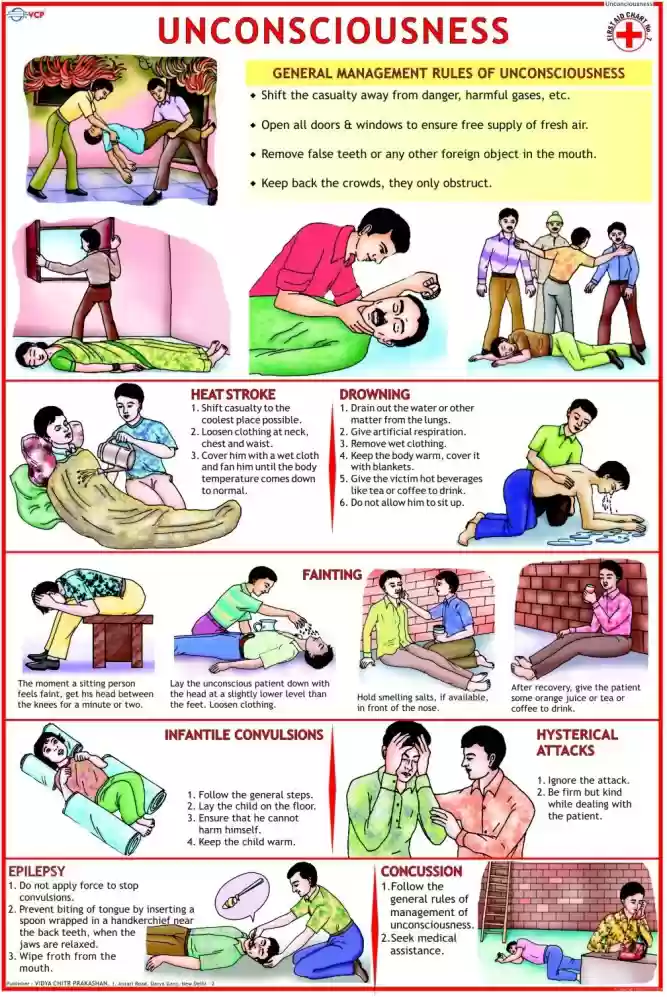 VCP
Unconsciousness
UNCONSCIOUSNESS
FIRST AID CHART No. 7
GENERAL MANAGEMENT RULES OF UNCONSCIOUSNESS
◆ Shift the casualty away from danger, harmful gases, etc.
◆ Open all doors & windows to ensure free supply of fresh air.
◆ Remove false teeth or any other foreign object in the mouth.
◆ Keep back the crowds, they only obstruct.
HEAT STROKE
1. Shift casualty to the
coolest place possible.
2. Loosen clothing at neck,
chest and waist.
3. Cover him with a wet cloth
and fan him until the body
temperature comes down
to normal.
DROWNING
1. Drain out the water or other
matter from the lungs.
2. Give artificial respiration.
3. Remove wet clothing.
4. Keep the body warm, cover it
with blankets.
5. Give the victim hot beverages
like tea or coffee to drink.
6. Do not allow him to sit up.
FAINTING
The moment a sitting person
feels faint, get his head between
the knees for a minute or two.
Lay the unconscious patient down with
the head at a slightly lower level than
the feet. Loosen clothing.
Hold smelling salts, if available,
in front of the nose.
After recovery, give the patient
some orange juice or tea or
coffee to drink.
INFANTILE CONVULSIONS
1. Follow the general steps.
2. Lay the child on the floor.
3. Ensure that he cannot
harm himself.
4. Keep the child warm.
HYSTERICAL
ATTACKS
1. Ignore the attack.
2. Be firm but kind
while dealing with
the patient.
EPILEPSY
1. Do not apply force to stop
convulsions.
2. Prevent biting of tongue by inserting a
spoon wrapped in a handkerchief near
the back teeth, when the
jaws are relaxed.
3. Wipe froth from the
mouth.
CONCUSSION
1.Follow the
general rules of
management of
unconsciousness.
2.Seek medical
assistance.
Publisher : VIDYA CHITR PRAKASHAN, New Delhi - 2